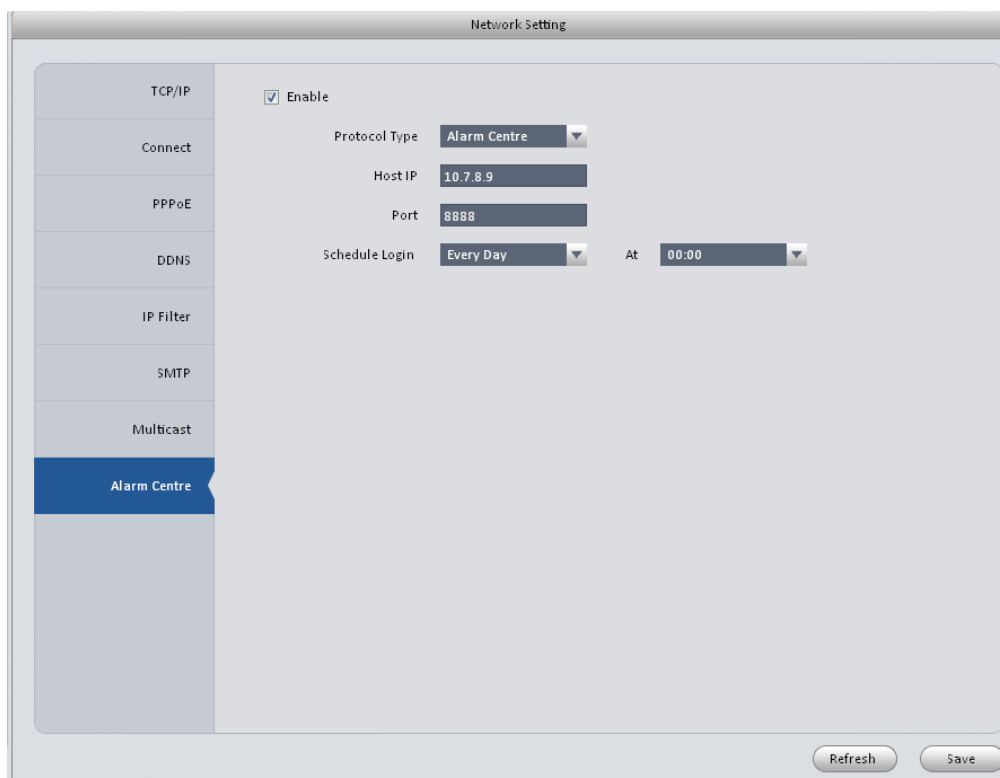 Network Setting
TCP/IP
Connect
PPPoE
DDNS
IP Filter
SMTP
Multicast
Alarm Centre
Enable
Protocol Type Alarm Centre
Host IP 10.7.8.9
Port 8888
Schedule Login Every Day At 00:00
Refresh Save